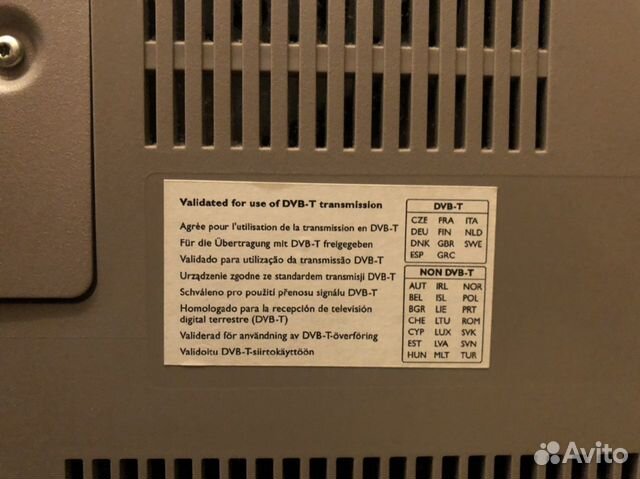 Validated for use of DVB-T transmission
Agrée pour l'utilisation de la transmission en DVB-T
Für die Übertragung mit DVB-T freigegeben
Validado para utilização da transmissão DVB-T
Urządzenie zgodne ze standardem transmisji DVB-T
Schváleno pro použití přenosu signálu DVB-T
Homologado para la recepción de televisión
digital terrestre (DVB-T)
Validerad för användning av DVB-T-överföring
Validoitu DVB-T-siirtokäyttöön
DVB-T
CZE FRA ITA
DEU FIN NLD
DNK GBR SWE
ESP GRC
NON DVB-T
AUT IRL NOR
BEL ISL POL
BGR LIE PRT
CHE LTU ROM
CYP LUX SVK
EST LVA SVN
HUN MLT TUR
Avito